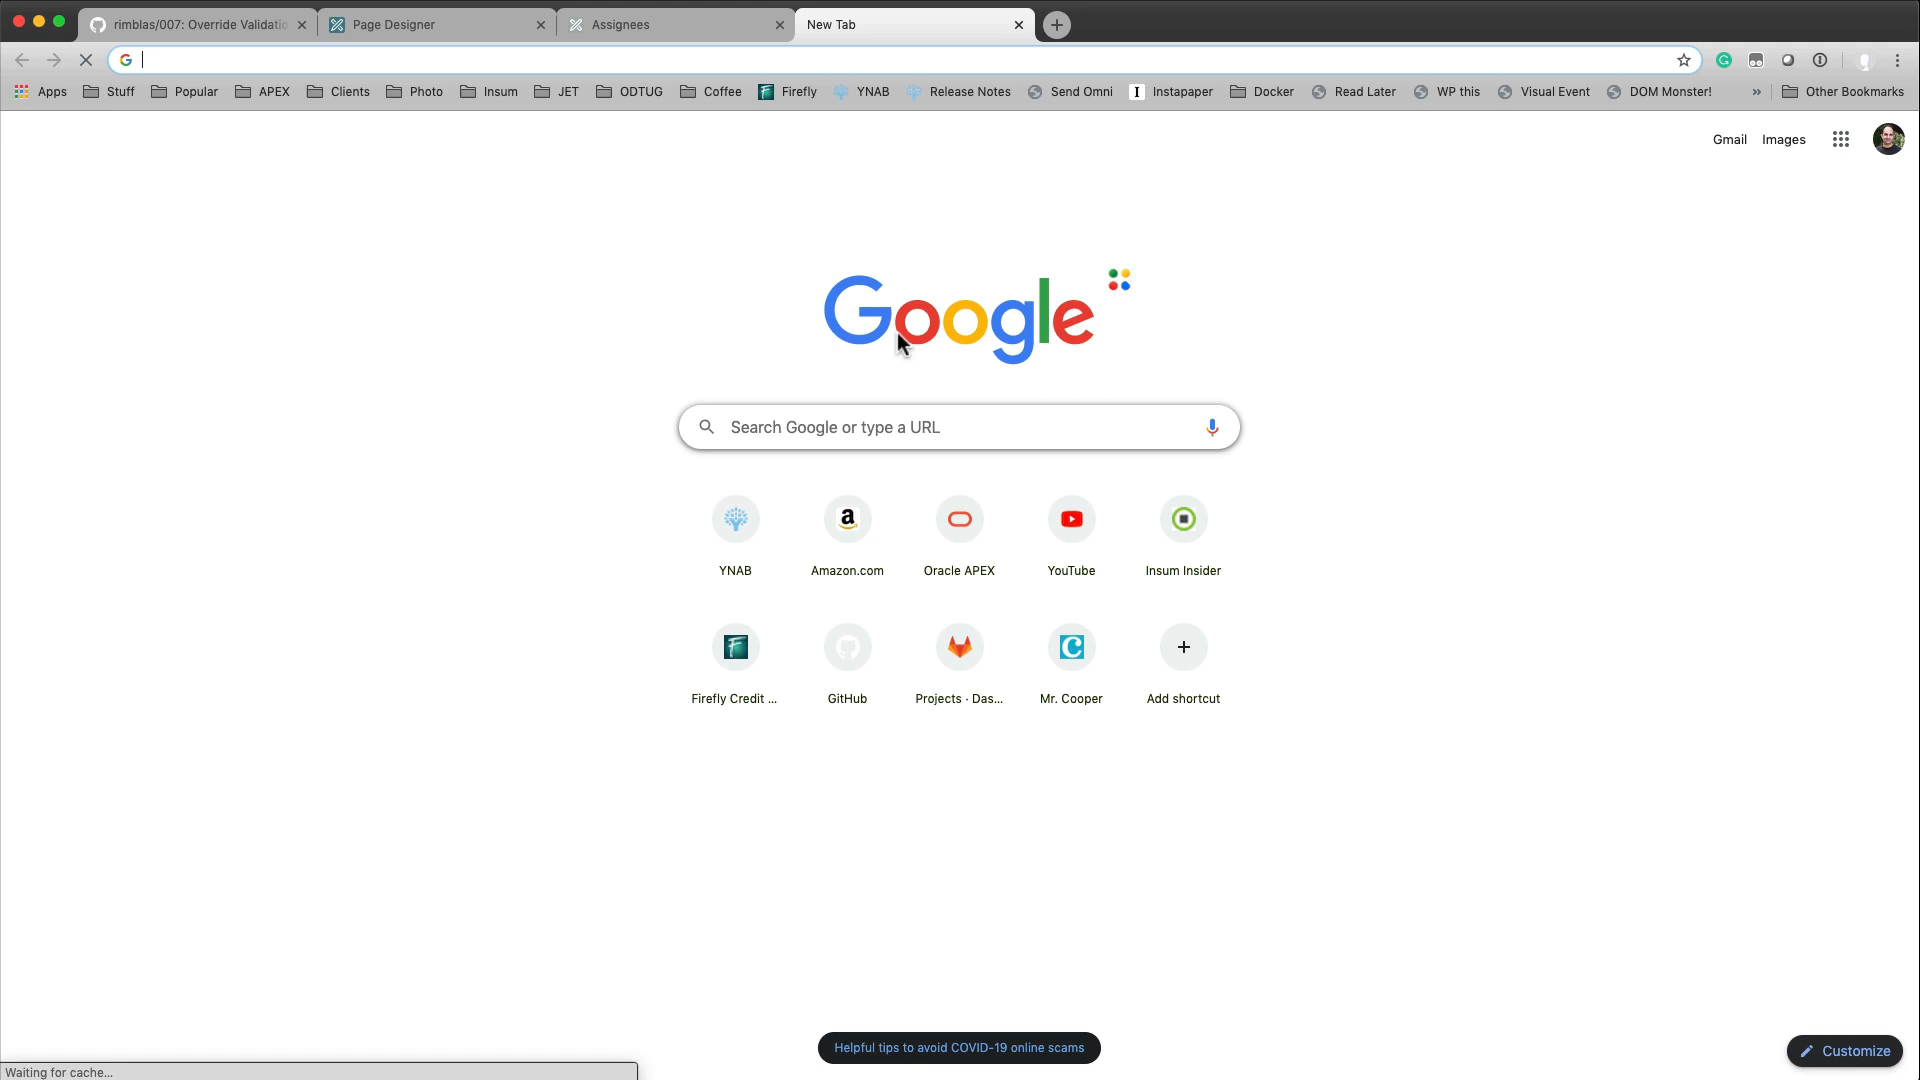 rimblas/007: Override Validatio
Page Designer
Assignees
New Tab
Apps
Stuff
Popular
APEX
Clients
Photo
Insum
JET
ODTUG
Coffee
Firefly
YNAB
Release Notes
Send Omni
Instapaper
Docker
Read Later
WP this
Visual Event
DOM Monster!
»
Other Bookmarks
Gmail
Images
Google
Search Google or type a URL
YNAB
Amazon.com
Oracle APEX
YouTube
Insum Insider
Firefly Credit ...
GitHub
Projects · Das...
Mr. Cooper
Add shortcut
Helpful tips to avoid COVID-19 online scams
Customize
Waiting for cache...